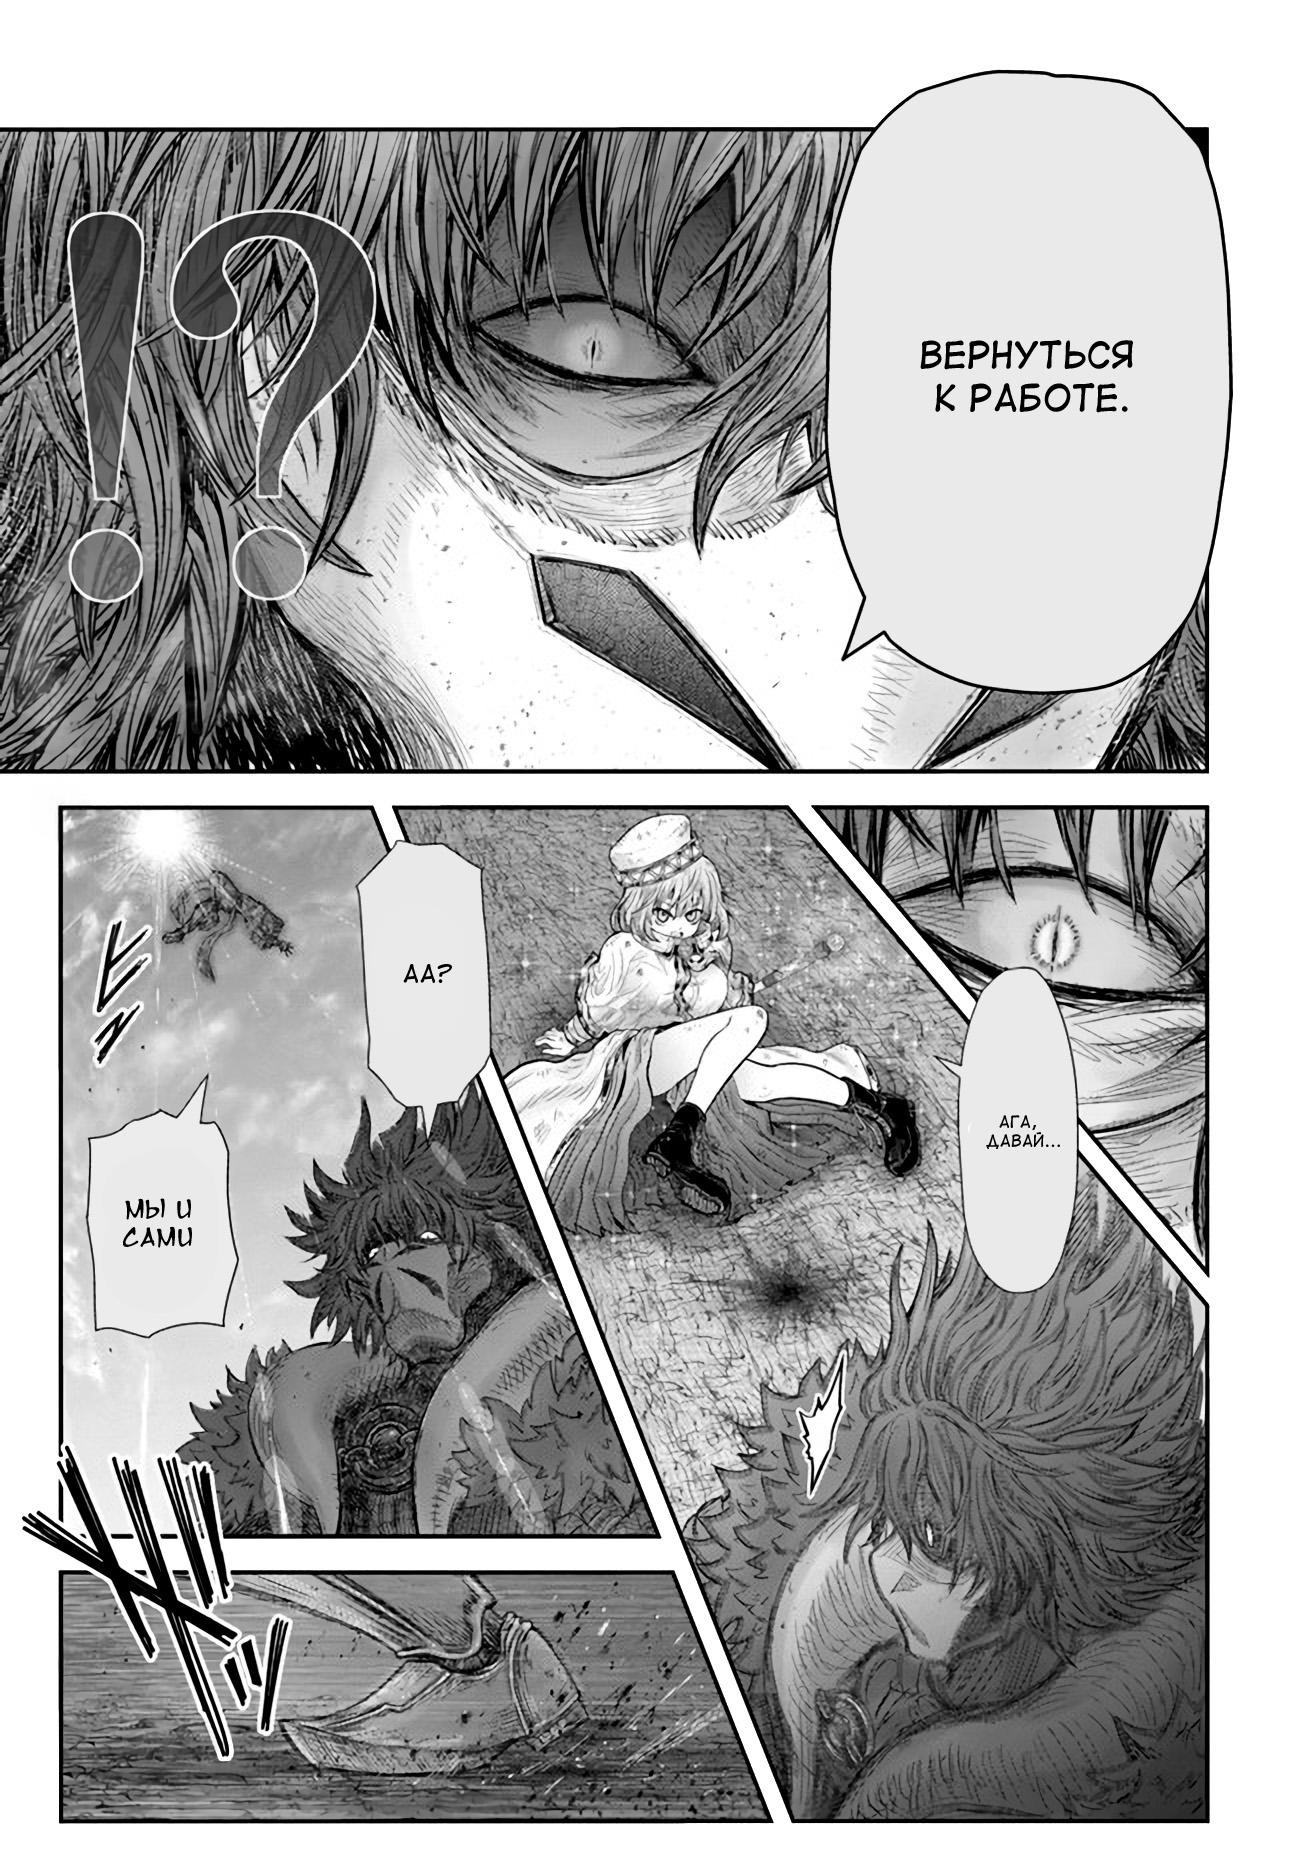 ВЕРНУТЬСЯ
К РАБОТЕ.
!?
АГА,
ДАВАЙ...
АА?
МЫ И
САМИ